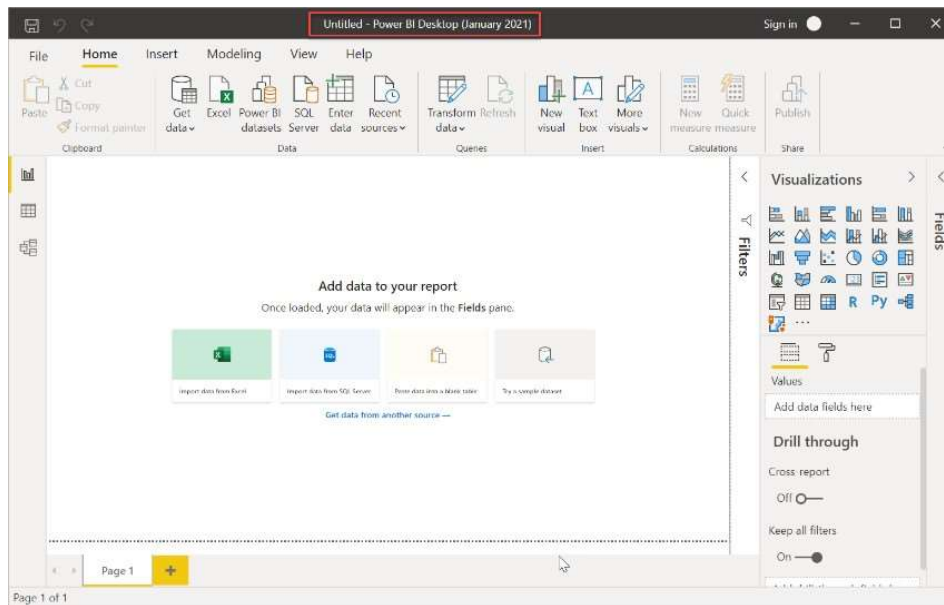 Untitled - Power BI Desktop (January 2021)
Sign in
File Home Insert Modeling View Help
Paste
Cut
Copy
Format painter
Clipboard
Get data
Excel
Power BI datasets
SQL Server
Enter data
Recent sources
Data
Transform data
Refresh
Queries
New visual
Text box
More visuals
Insert
New measure
Quick measure
Calculations
Publish
Share
Add data to your report
Once loaded, your data will appear in the Fields pane.
Import data from Excel
Import data from SQL Server
Paste data into a blank table
Try a sample dataset
Get data from another source
Filters
Visualizations
R Py
Values
Add data fields here
Drill through
Cross-report
Off
Keep all filters
On
Fields
Page 1
Page 1 of 1